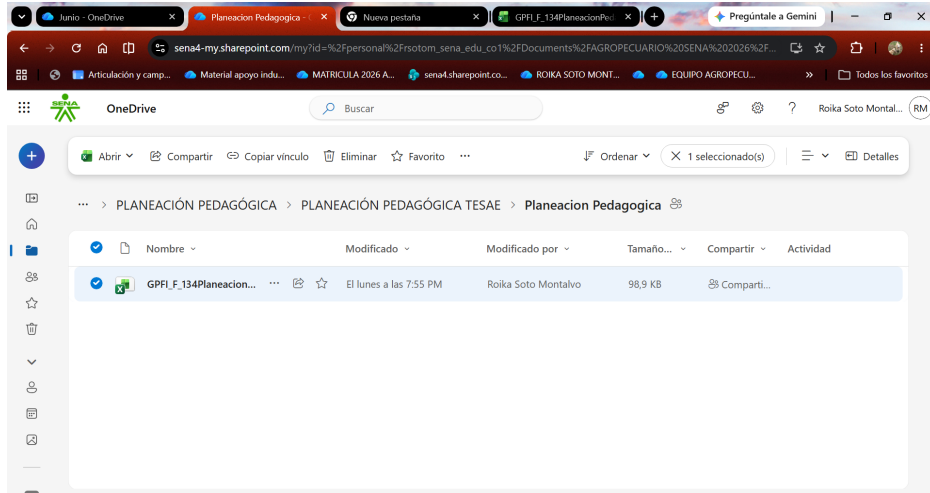 Junio - OneDrive
Planeacion Pedagogica - O
Nueva pestaña
GPFI_F_134PlaneacionPed
Pregúntale a Gemini
sena4-my.sharepoint.com/my?id=%2Fpersonal%2Frsotom_sena_edu_co1%2FDocuments%2FAGROPECUARIO%20SENA%202026%2F...
Articulación y camp...
Material apoyo indu...
MATRICULA 2026 A...
sena4.sharepoint.co...
ROIKA SOTO MONT...
EQUIPO AGROPECU...
»
Todos los favoritos
SENA
OneDrive
Buscar
Roika Soto Montal...
RM
Abrir
Compartir
Copiar vínculo
Eliminar
Favorito
...
Ordenar
1 seleccionado(s)
Detalles
... > PLANEACIÓN PEDAGÓGICA > PLANEACIÓN PEDAGÓGICA TESAE > Planeacion Pedagogica
Nombre
Modificado
Modificado por
Tamaño...
Compartir
Actividad
GPFI_F_134Planeacion...
...
El lunes a las 7:55 PM
Roika Soto Montalvo
98,9 KB
Comparti...